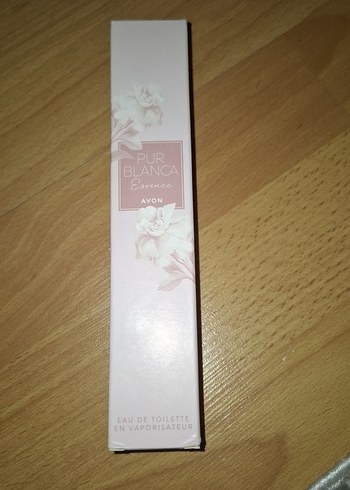 PUR
BLANCA
Essence
AVON
EAU DE TOILETTE
EN VAPORISATEUR